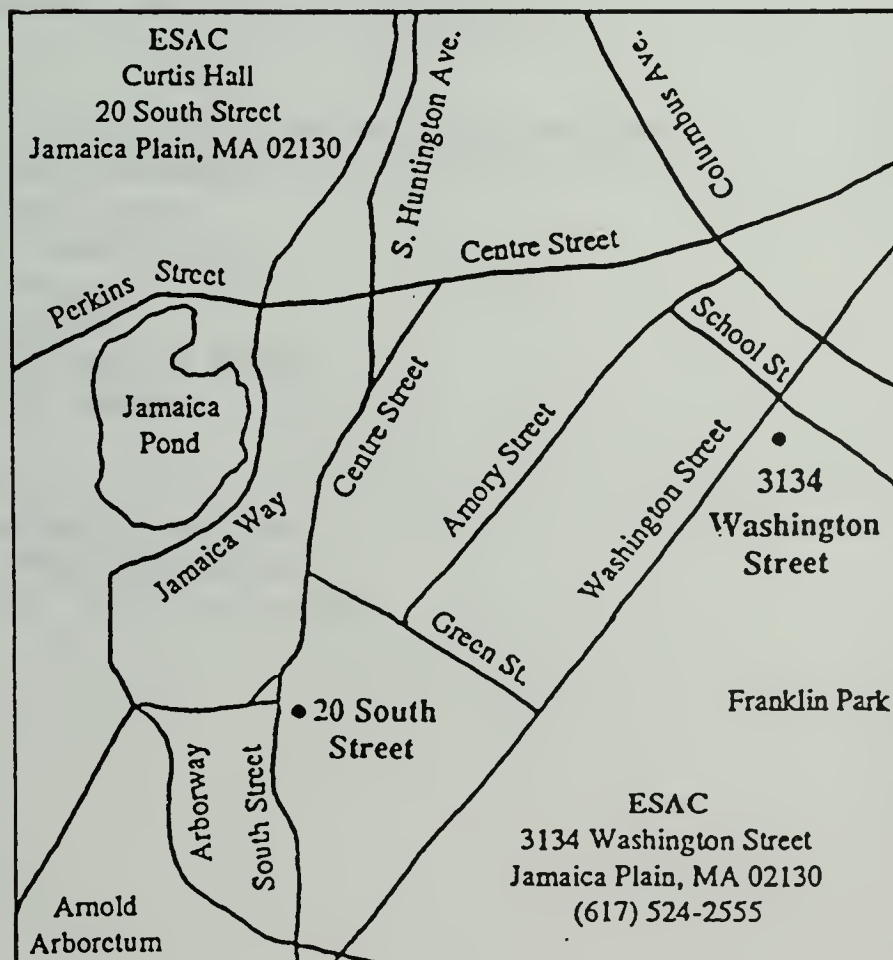 ESAC
Curtis Hall
20 South Street
Jamaica Plain, MA 02130
S. Huntington Ave.
Columbus Ave.
Centre Street
Perkins Street
School St.
Jamaica
Pond
Centre Street
Amory Street
Washington Street
3134
Washington
Street
Jamaica Way
Green St.
Franklin Park
20 South
Street
Arborway
South Street
ESAC
3134 Washington Street
Jamaica Plain, MA 02130
(617) 524-2555
Arnold
Arboretum